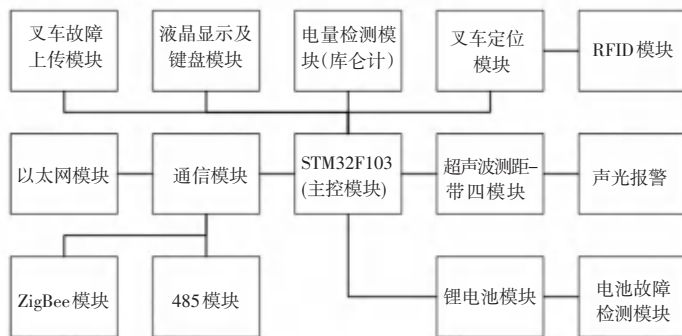 叉车故障
上传模块
液晶显示及
键盘模块
电量检测模
块(库仑计)
叉车定位
模块
RFID模块
以太网模块
通信模块
STM32F103
(主控模块)
超声波测距-
带四模块
声光报警
ZigBee模块
485模块
锂电池模块
电池故障
检测模块